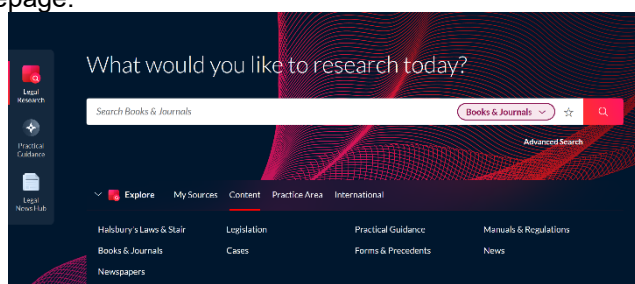 epage.
What would you like to research today?
Legal
Research
Search Books & Journals
Books & Journals
Advanced Search
Practical
Guidance
Legal
News Hub
Explore My Sources Content Practice Area International
Halsbury's Laws & Stair Legislation Practical Guidance Manuals & Regulations
Books & Journals Cases Forms & Precedents News
Newspapers